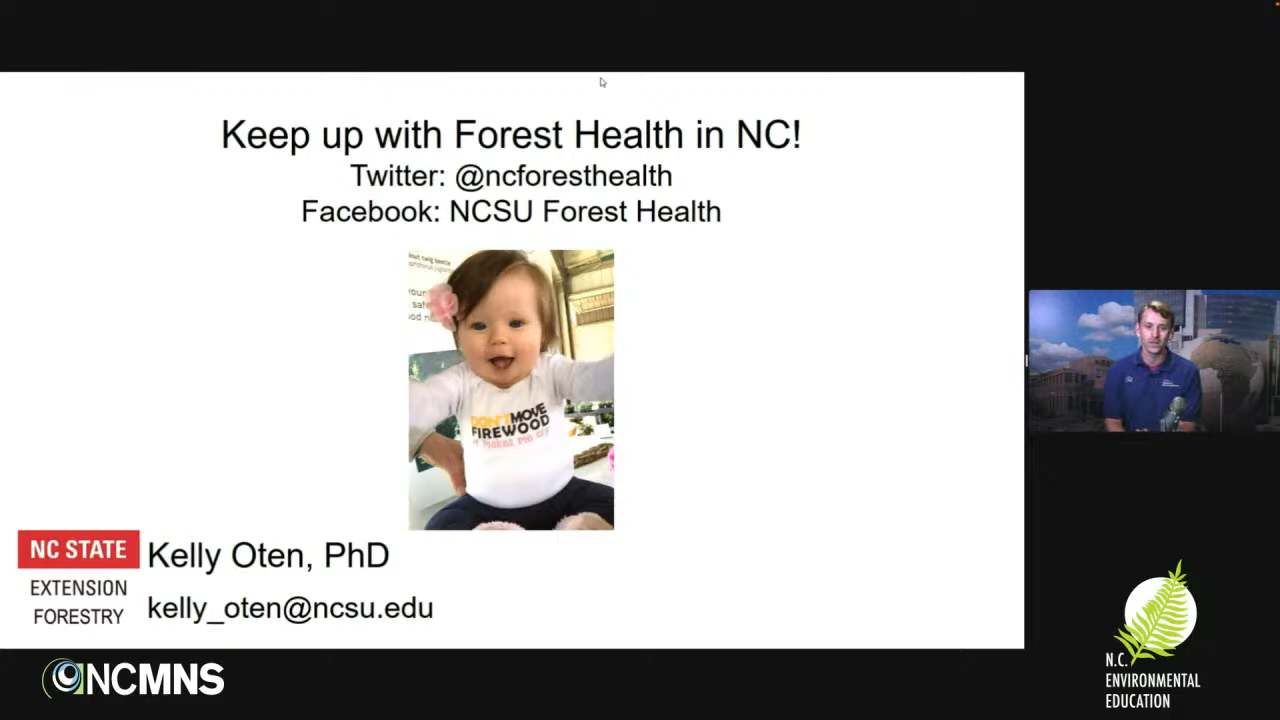 Keep up with Forest Health in NC!
Twitter: @ncforesthealth
Facebook: NCSU Forest Health
DON'T MOVE
FIREWOOD
NC STATE
EXTENSION
FORESTRY
Kelly Oten, PhD
kelly_oten@ncsu.edu
NCMNS
N.C.
ENVIRONMENTAL
EDUCATION